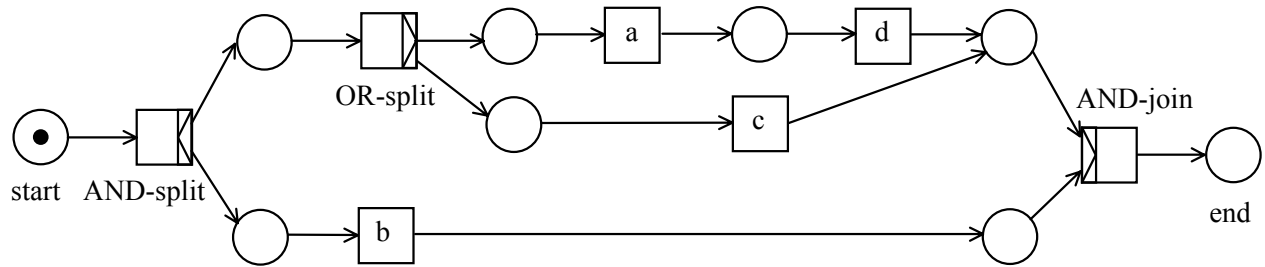 a
d
OR-split
AND-join
c
start
AND-split
b
end